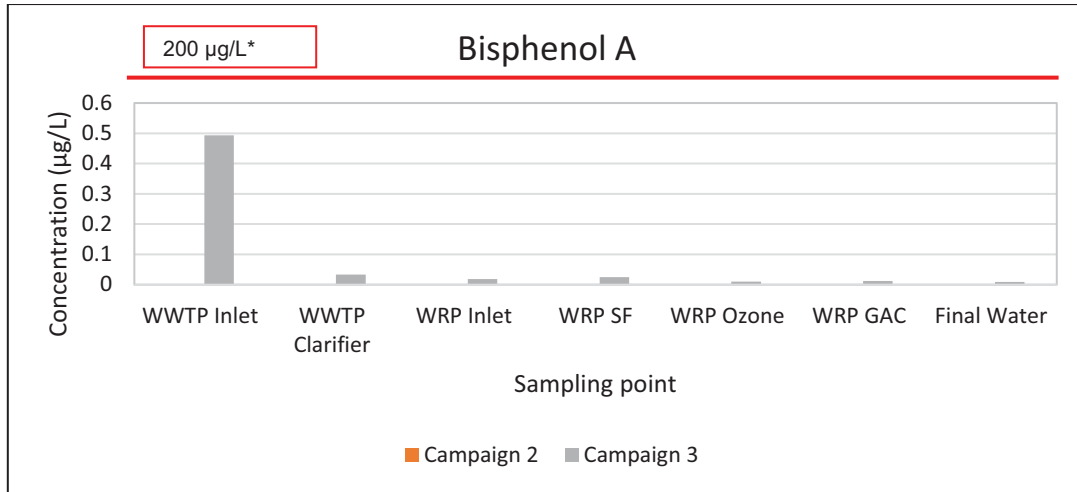 200 µg/L*
Bisphenol A
Concentration (µg/L)
0.6
0.5
0.4
0.3
0.2
0.1
0
WWTP Inlet
WWTP
Clarifier
WRP Inlet
WRP SF
WRP Ozone
WRP GAC
Final Water
Sampling point
Campaign 2
Campaign 3